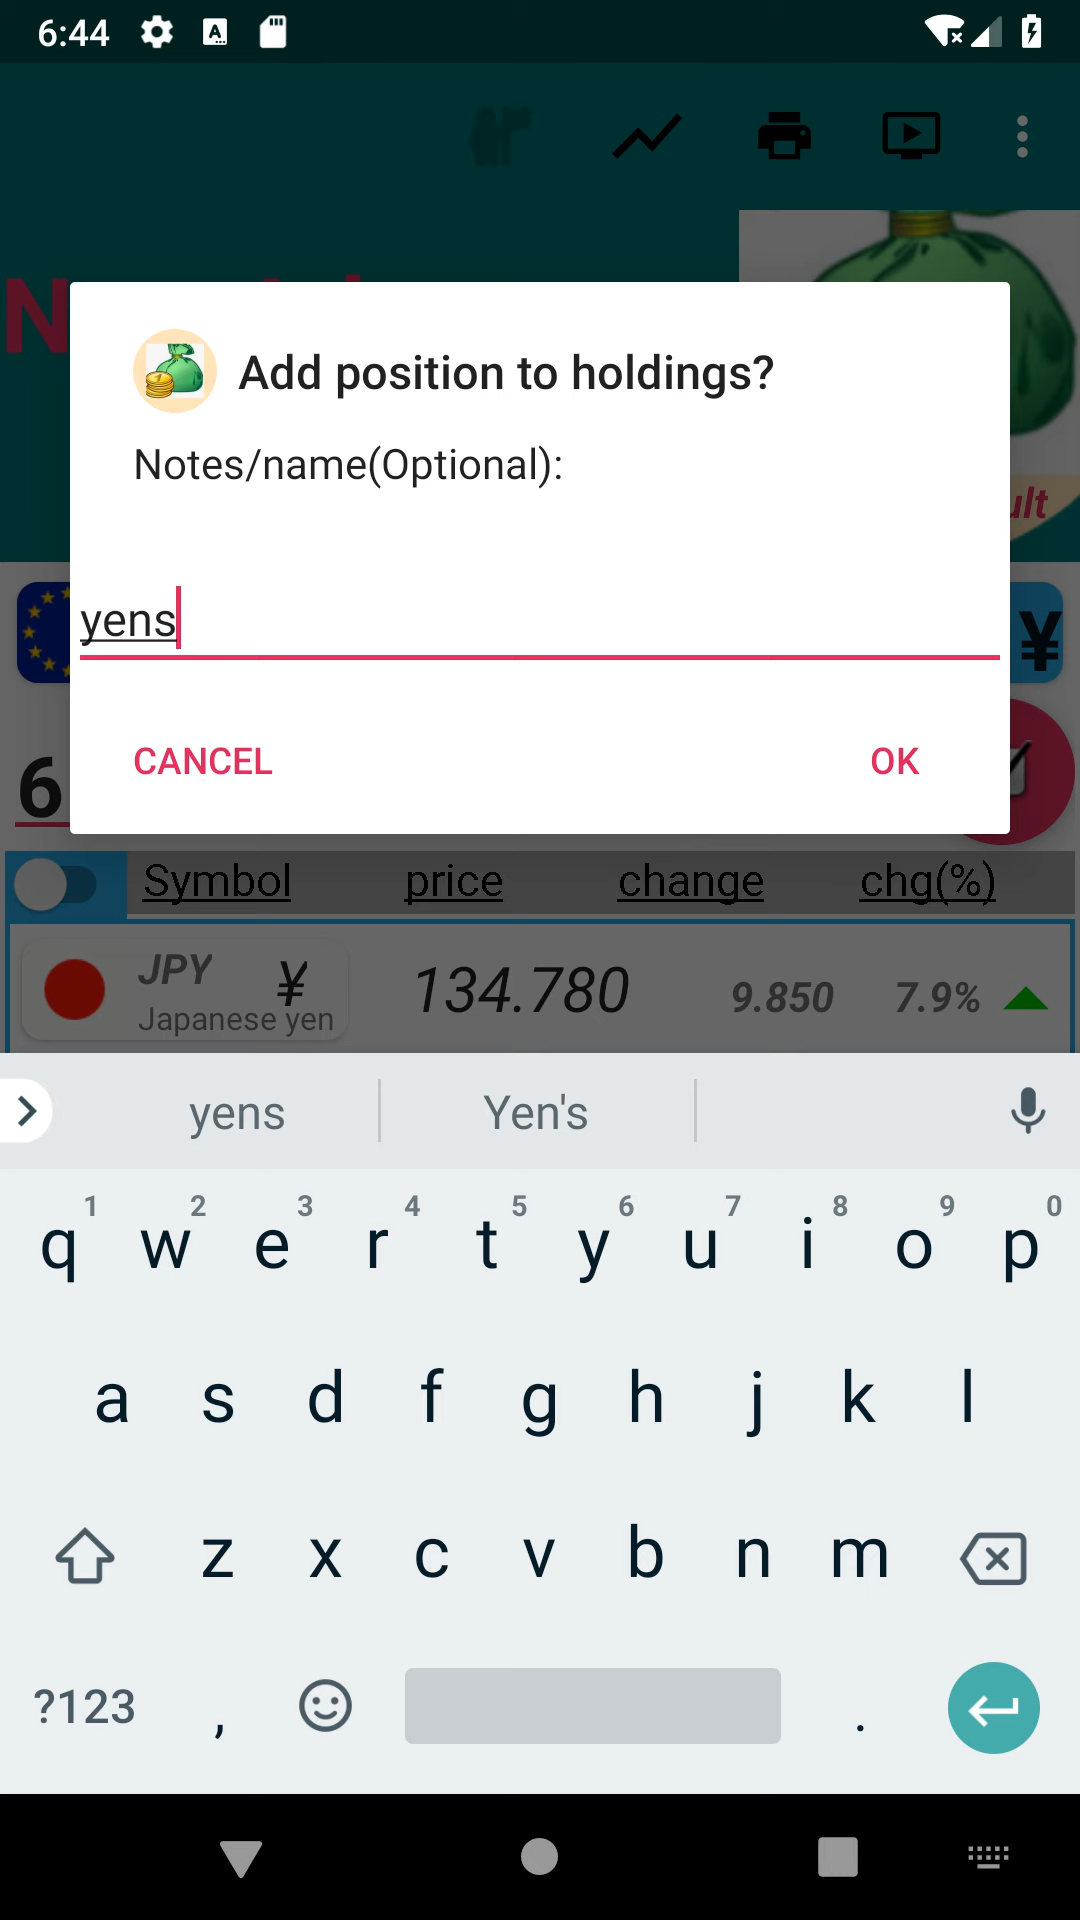 6:44
Add position to holdings?
Notes/name(Optional):
ult
yens
¥
CANCEL
OK
6
Symbol price change chg(%)
JPY ¥ 134.780 9.850 7.9%
Japanese yen
yens Yen's
1 2 3 4 5 6 7 8 9 0
q w e r t y u i o p
a s d f g h j k l
z x c v b n m
?123 , .